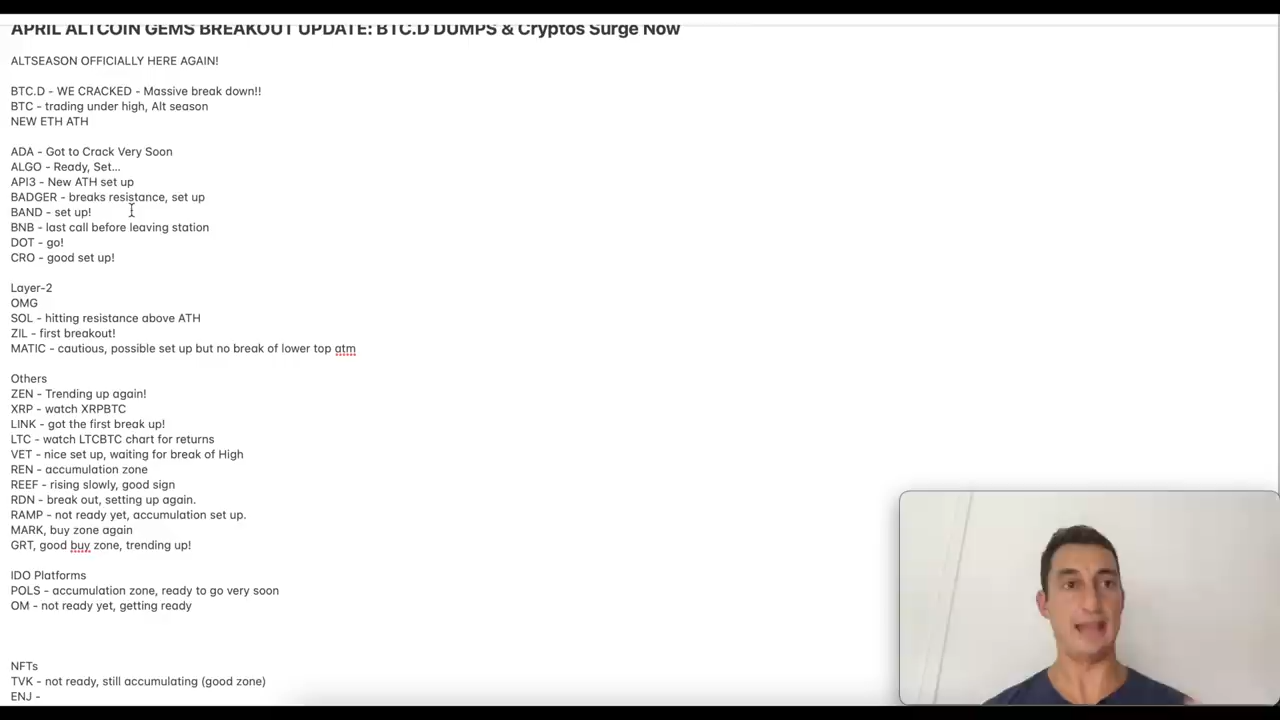 APRIL ALTCOIN GEMS BREAKOUT UPDATE: BTC.D DUMPS & Cryptos Surge Now
ALTSEASON OFFICIALLY HERE AGAIN!
BTC.D - WE CRACKED - Massive break down!!
BTC - trading under high, Alt season
NEW ETH ATH
ADA - Got to Crack Very Soon
ALGO - Ready, Set...
API3 - New ATH set up
BADGER - breaks resistance, set up
BAND - set up!
BNB - last call before leaving station
DOT - go!
CRO - good set up!
Layer-2
OMG
SOL - hitting resistance above ATH
ZIL - first breakout!
MATIC - cautious, possible set up but no break of lower top atm
Others
ZEN - Trending up again!
XRP - watch XRPBTC
LINK - got the first break up!
LTC - watch LTCBTC chart for returns
VET - nice set up, waiting for break of High
REN - accumulation zone
REEF - rising slowly, good sign
RDN - break out, setting up again.
RAMP - not ready yet, accumulation set up.
MARK, buy zone again
GRT, good buy zone, trending up!
IDO Platforms
POLS - accumulation zone, ready to go very soon
OM - not ready yet, getting ready
NFTs
TVK - not ready, still accumulating (good zone)
ENJ -